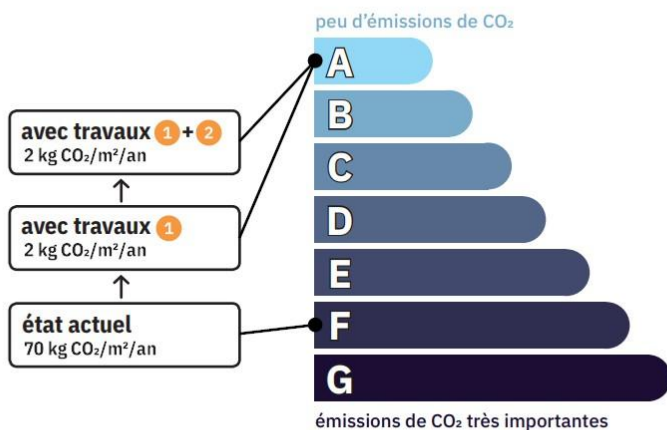 peu d'émissions de CO₂
A
B
C
D
E
F
G
émissions de CO₂ très importantes
avec travaux 1 + 2
2 kg CO₂/m²/an
avec travaux 1
2 kg CO₂/m²/an
état actuel
70 kg CO₂/m²/an